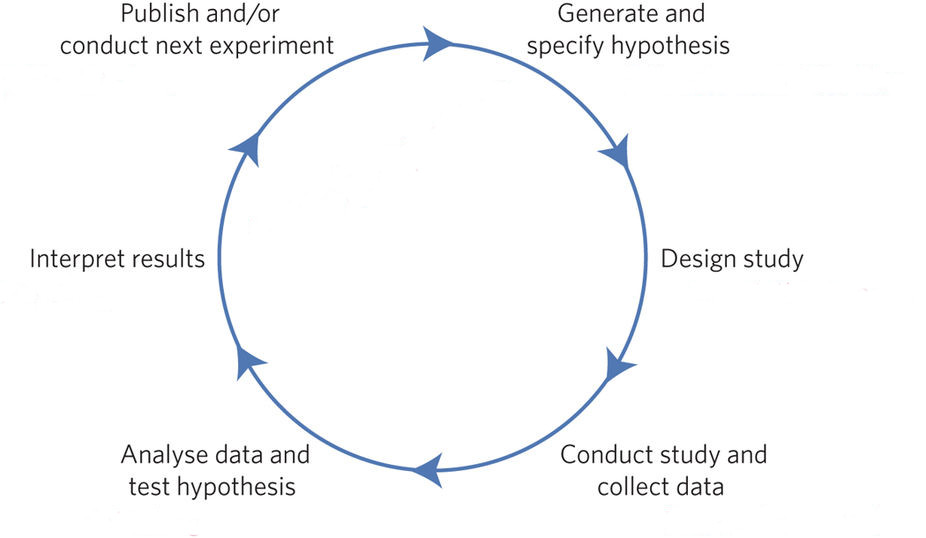 Publish and/or
conduct next experiment
Generate and
specify hypothesis
Design study
Conduct study and
collect data
Analyse data and
test hypothesis
Interpret results